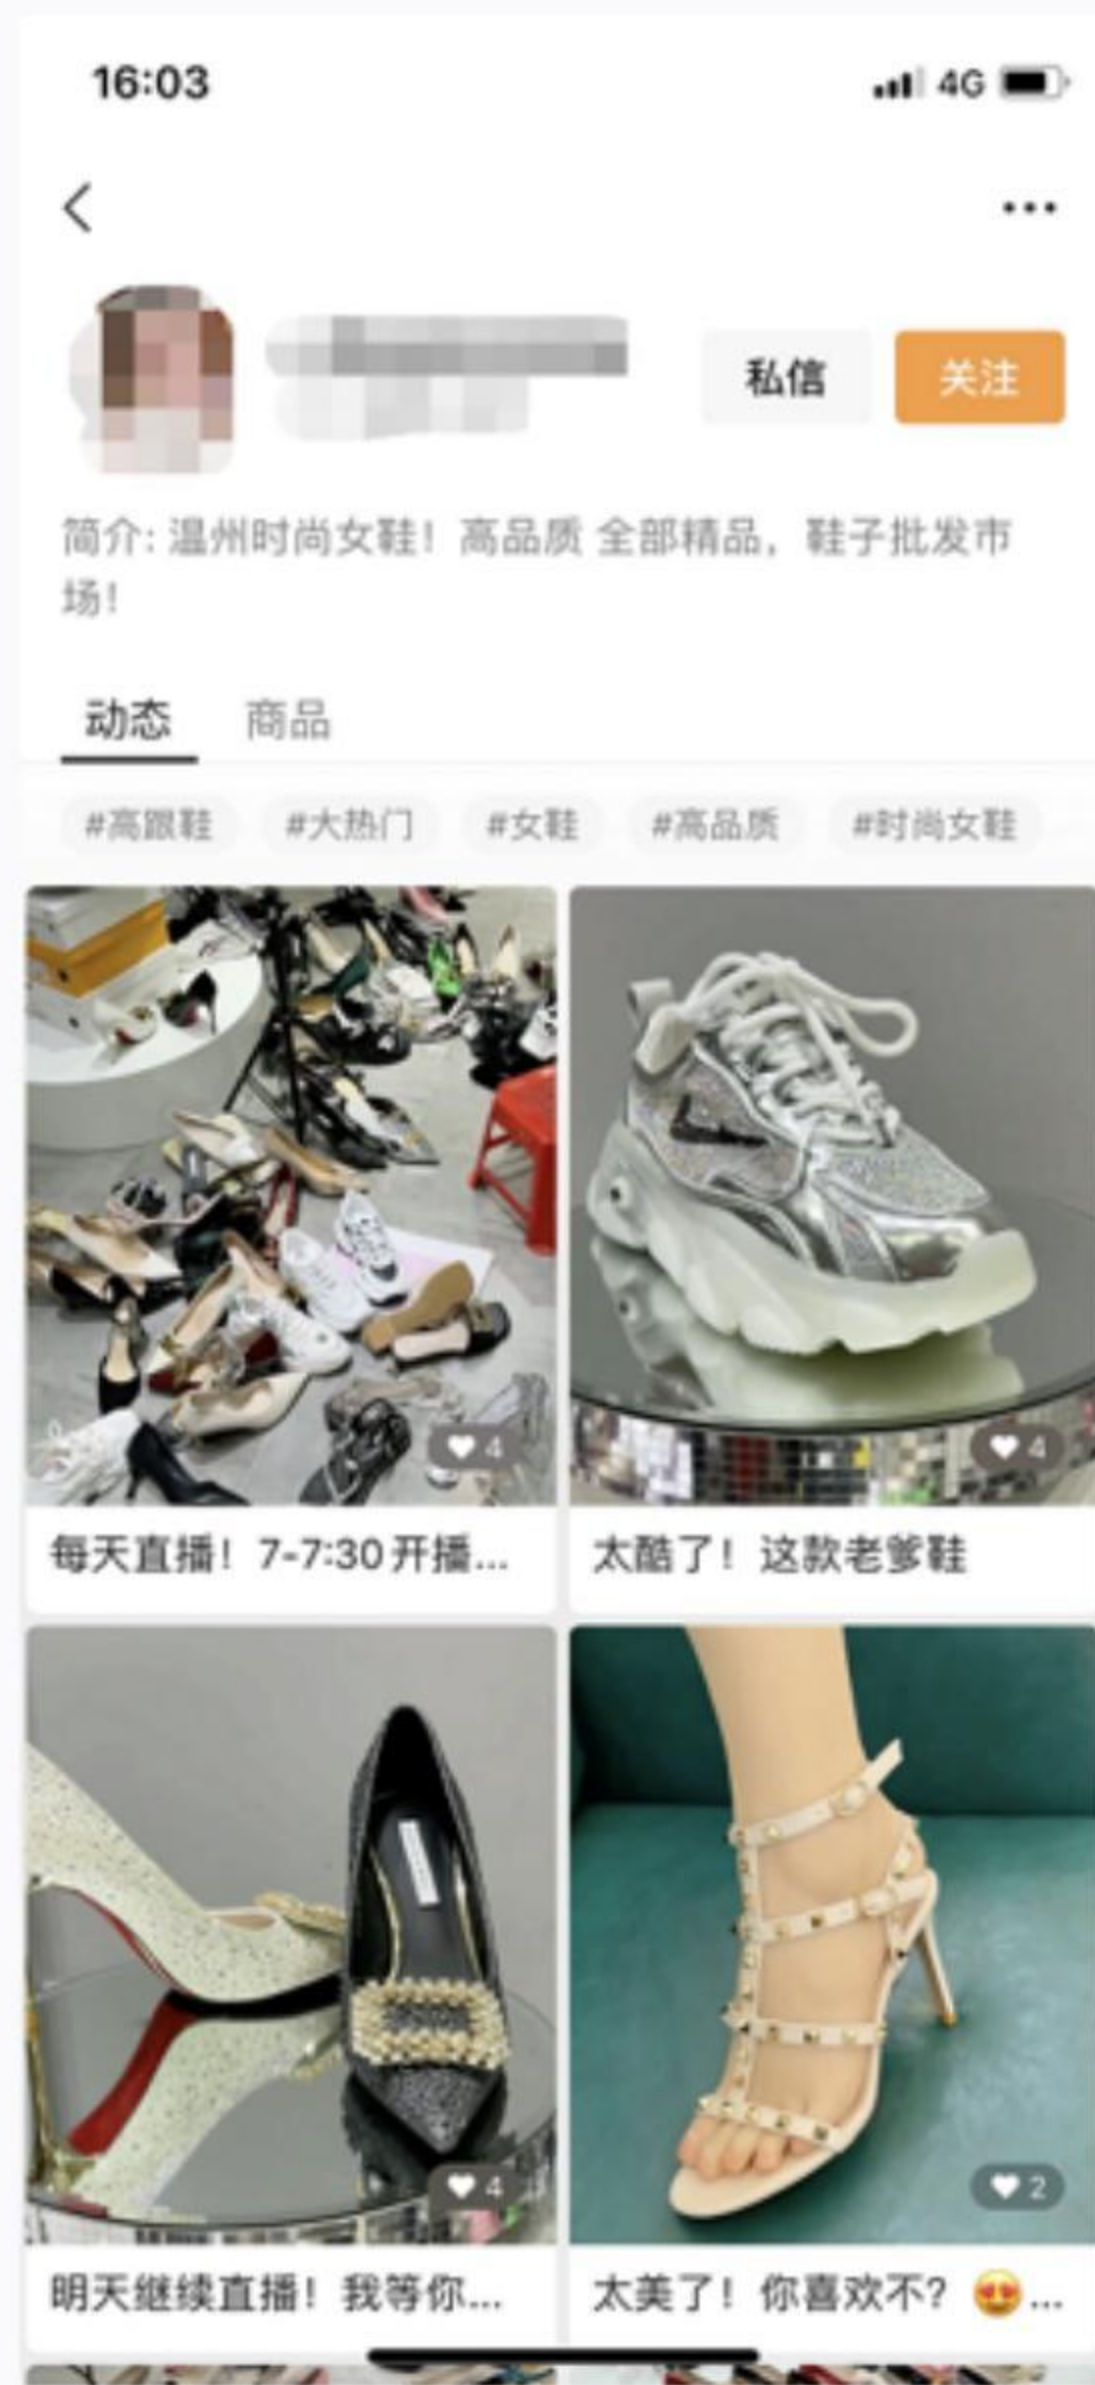 16:03
4G
私信
关注
简介: 温州时尚女鞋！高品质 全部精品，鞋子批发市
场！
动态
商品
#高跟鞋
#大热门
#女鞋
#高品质
#时尚女鞋
4
4
每天直播！7-7:30开播...
太酷了！这款老爹鞋
4
2
明天继续直播！我等你...
太美了！你喜欢不？😍...